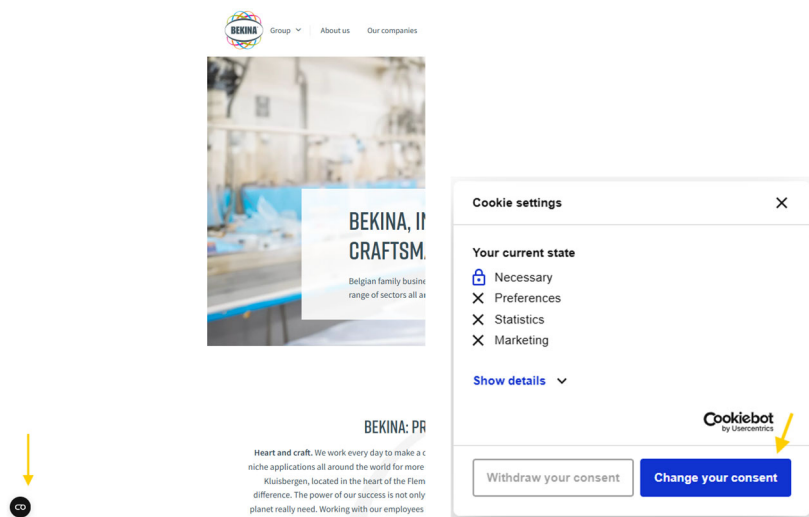 BEKINA
Group
About us
Our companies
BEKINA,
CRAFTSM
Belgian family busine
range of sectors all a
BEKINA: PR
Heart and craft. We work every day to make a
niche applications all around the world for more
Kluisbergen, located in the heart of the Flem
difference. The power of our success is not only
planet really need. Working with our employees
Cookie settings
Your current state
Necessary
Preferences
Statistics
Marketing
Show details
Cookiebot
by Usercentrics
Withdraw your consent
Change your consent